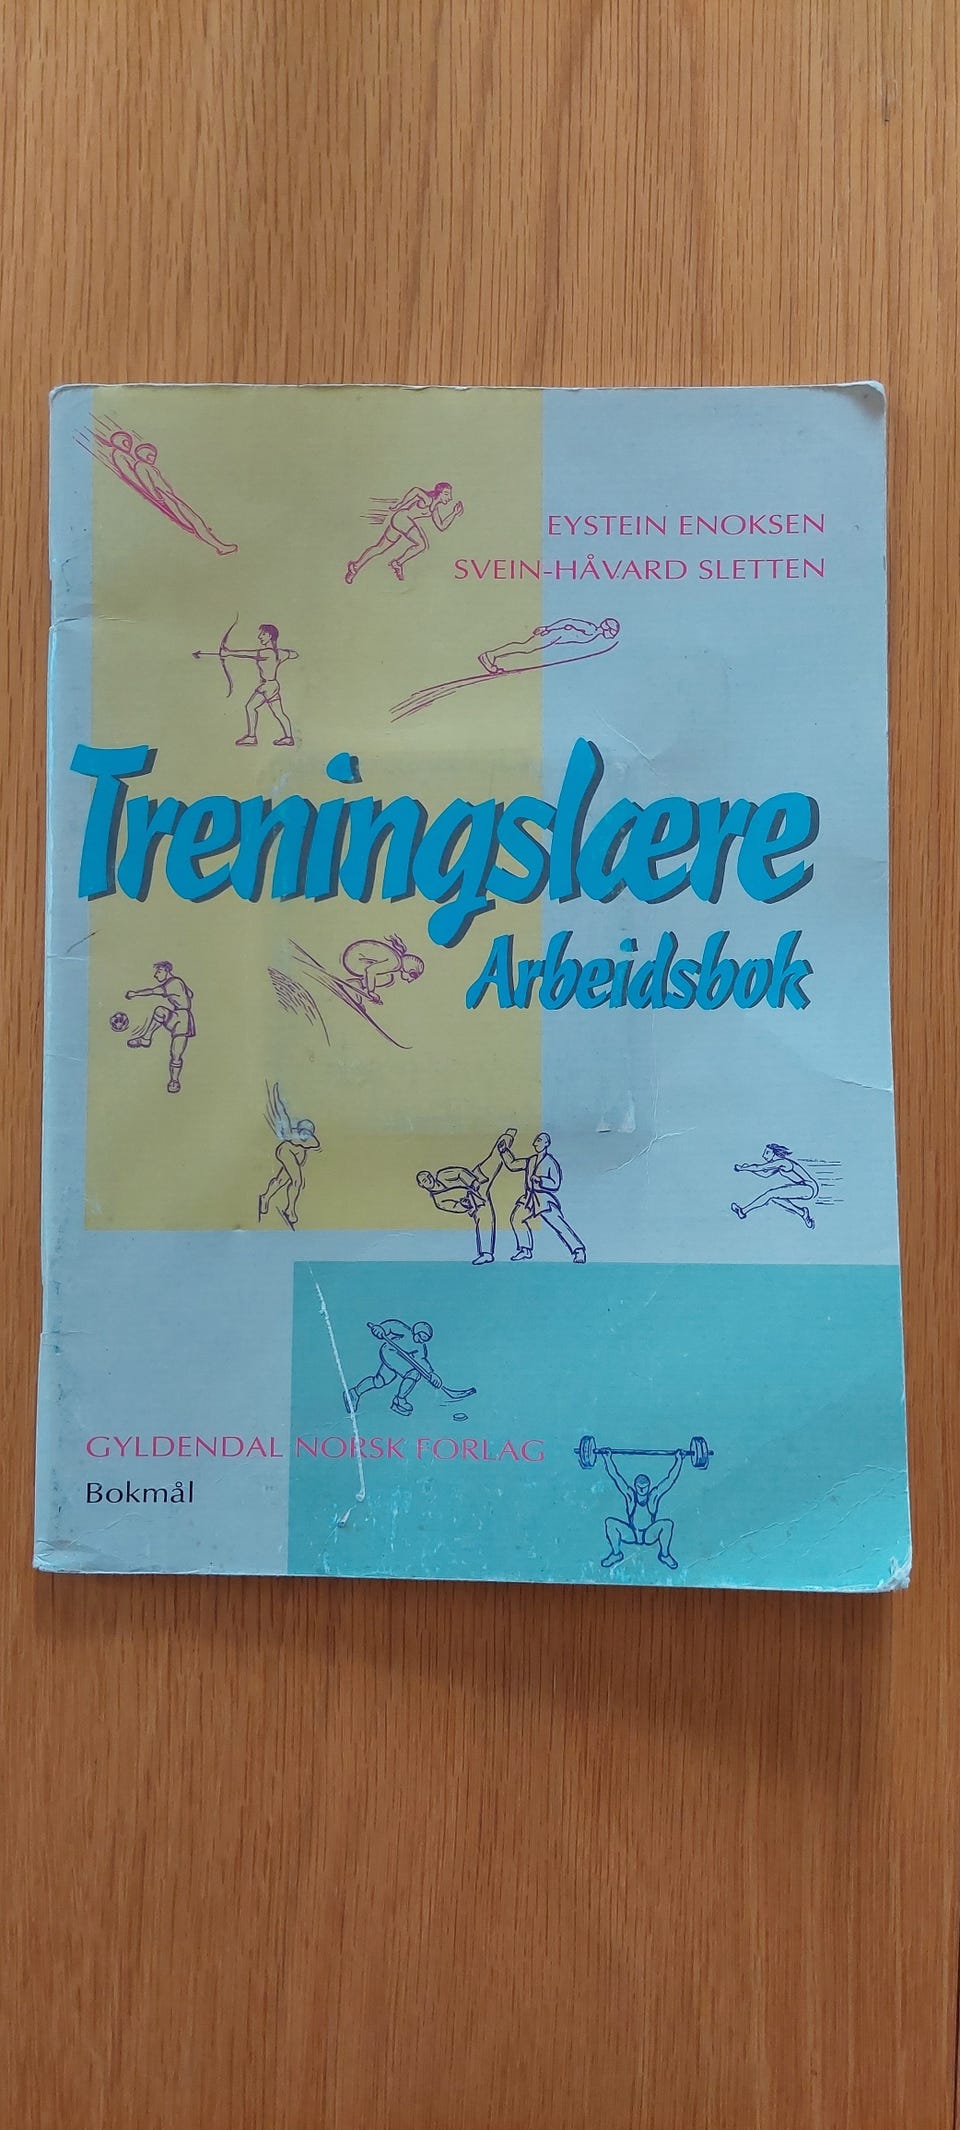 EYSTEIN ENOKSEN
SVEIN-HÅVARD SLETTEN
Treningslære
Arbeidsbok
GYLDENDAL NORSK FORLAG
Bokmål